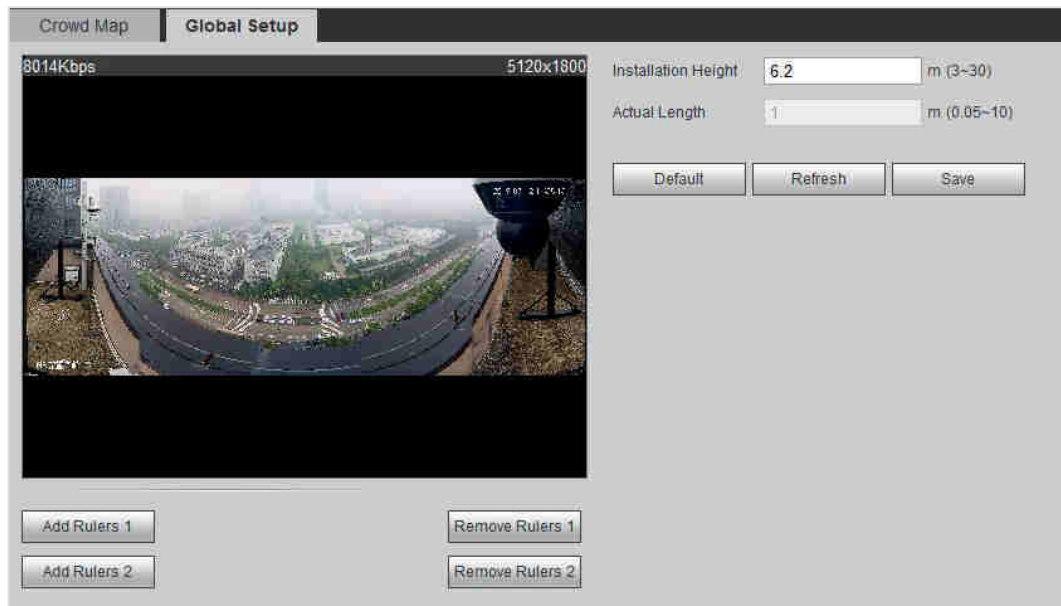 Crowd Map
Global Setup
8014Kbps
5120x1800
Installation Height 6.2 m (3~30)
Actual Length 1 m (0.05~10)
Default Refresh Save
Add Rulers 1
Remove Rulers 1
Add Rulers 2
Remove Rulers 2